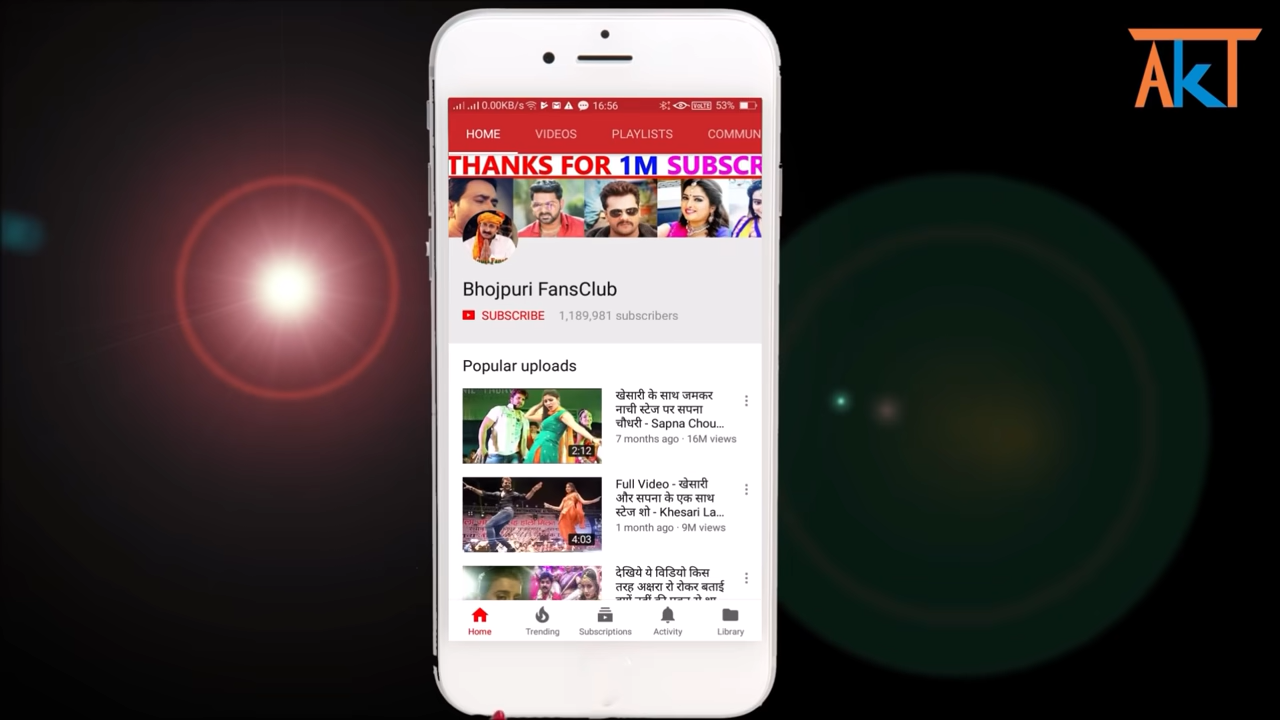 AKT
0.00KB/s 16:56 VoLTE 53%
HOME VIDEOS PLAYLISTS COMMUN
THANKS FOR 1M SUBSCR
Bhojpuri FansClub
SUBSCRIBE 1,189,981 subscribers
Popular uploads
खेसारी के साथ जमकर
नाची स्टेज पर सपना
चौधरी - Sapna Chou...
7 months ago · 16M views
2:12
Full Video - खेसारी
और सपना के एक साथ
स्टेज शो - Khesari La...
1 month ago · 9M views
4:03
देखिये ये विडियो किस
तरह अक्षरा रो रोकर बताई
Home Trending Subscriptions Activity Library